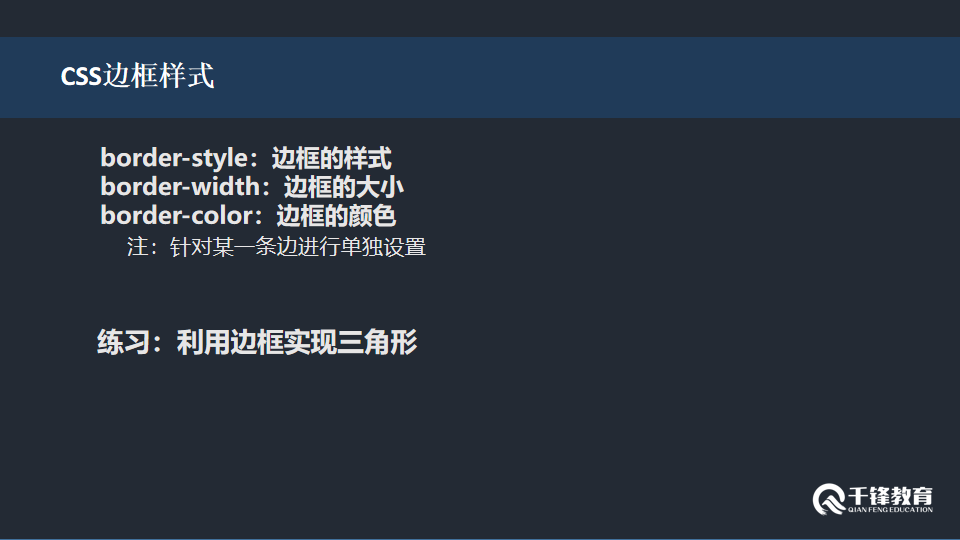 CSS边框样式
border-style：边框的样式
border-width：边框的大小
border-color：边框的颜色
注：针对某一条边进行单独设置
练习：利用边框实现三角形
千锋教育
QIAN FENG EDUCATION